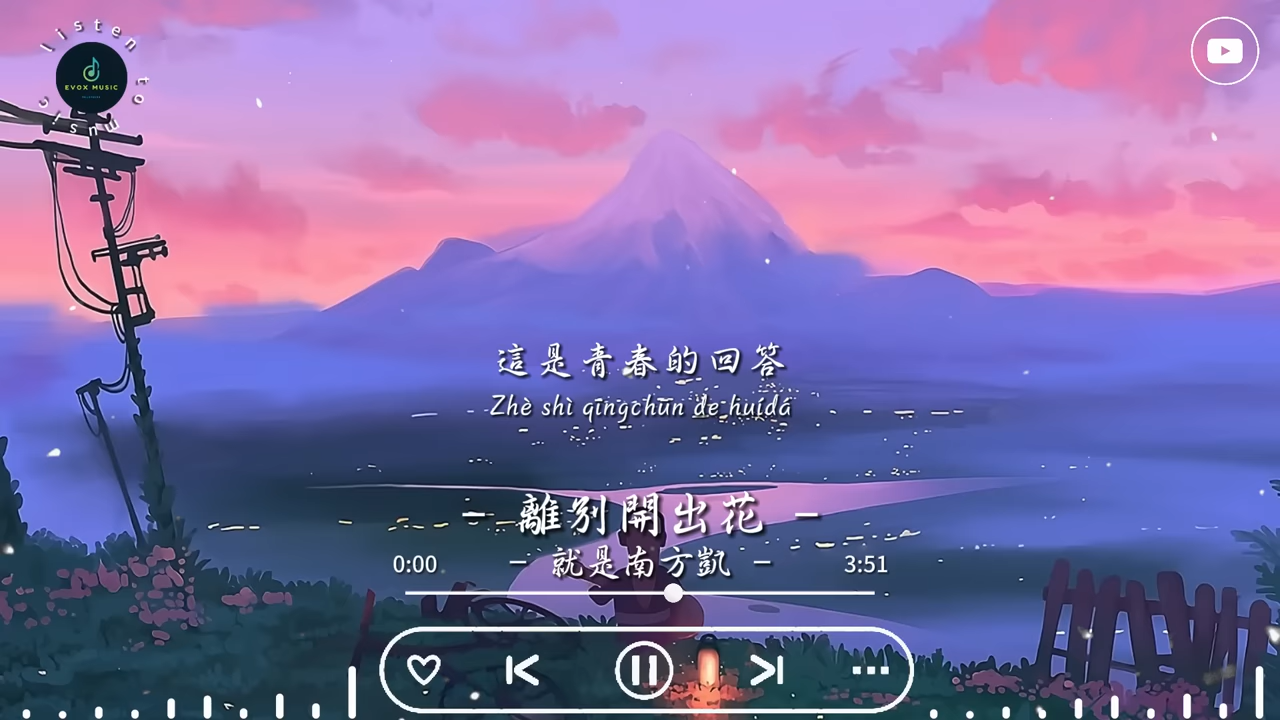 listen to music
EVOX MUSIC
這是青春的回答
Zhè shì qīngchūn de huídá
– 離別開出花 –
0:00
– 就是南方凱 –
3:51